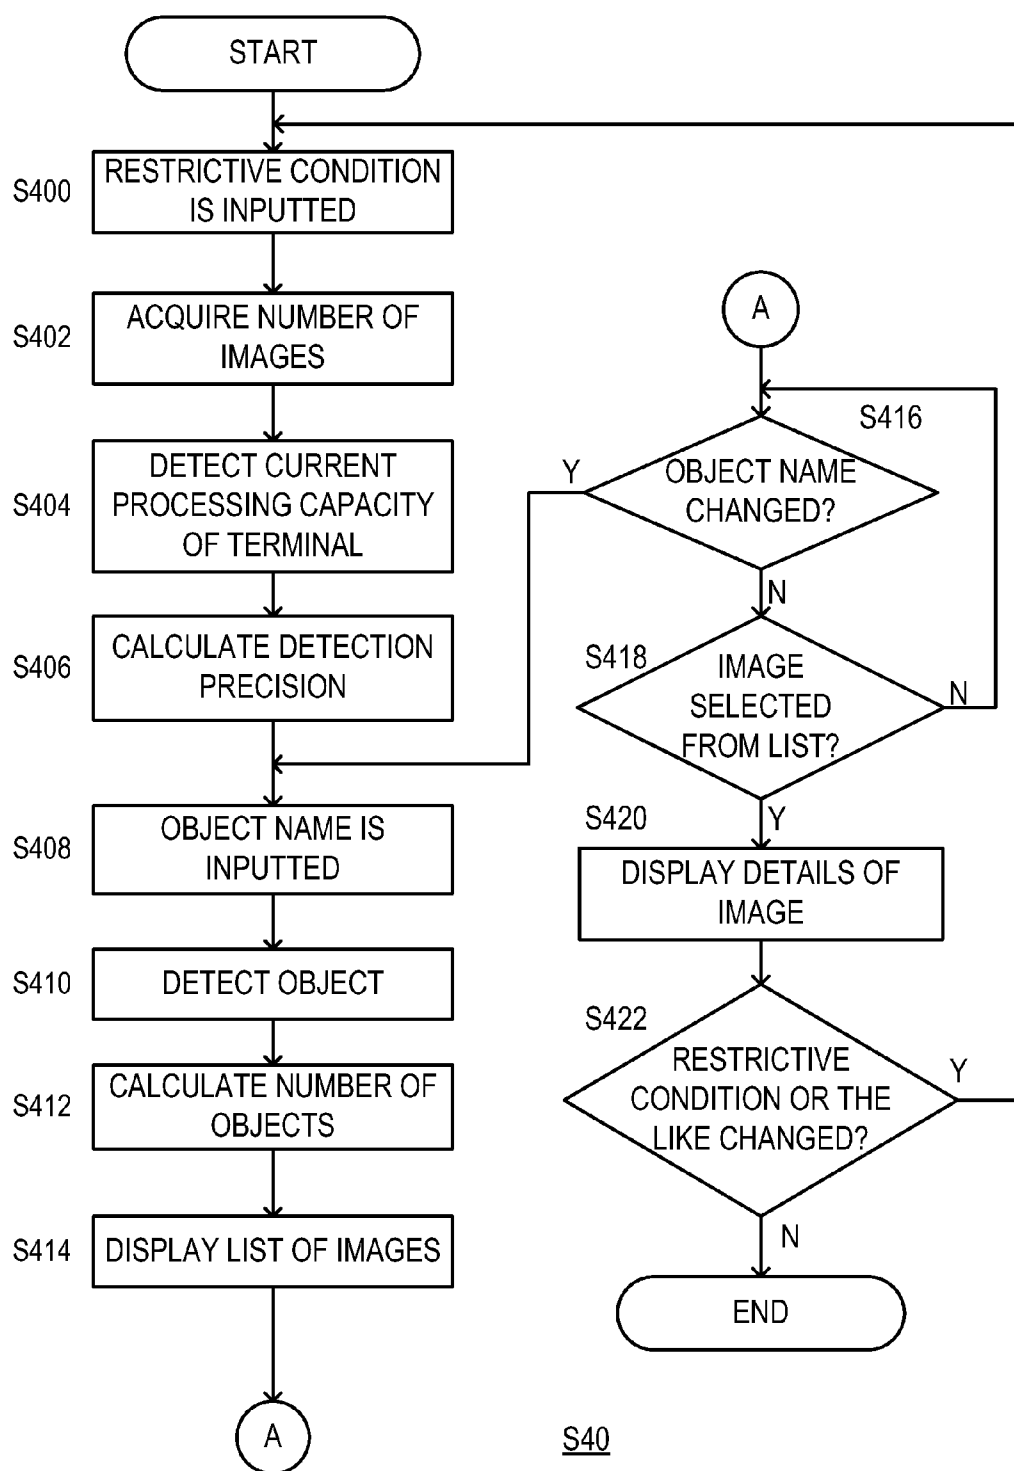 START
S400
RESTRICTIVE CONDITION
IS INPUTTED
S402
ACQUIRE NUMBER OF
IMAGES
S404
DETECT CURRENT
PROCESSING CAPACITY
OF TERMINAL
S406
CALCULATE DETECTION
PRECISION
S408
OBJECT NAME IS
INPUTTED
S410
DETECT OBJECT
S412
CALCULATE NUMBER OF
OBJECTS
S414
DISPLAY LIST OF IMAGES
A
A
S416
OBJECT NAME
CHANGED?
Y
N
S418
IMAGE
SELECTED
FROM LIST?
N
Y
S420
DISPLAY DETAILS OF
IMAGE
S422
RESTRICTIVE
CONDITION OR THE
LIKE CHANGED?
Y
N
END
S40